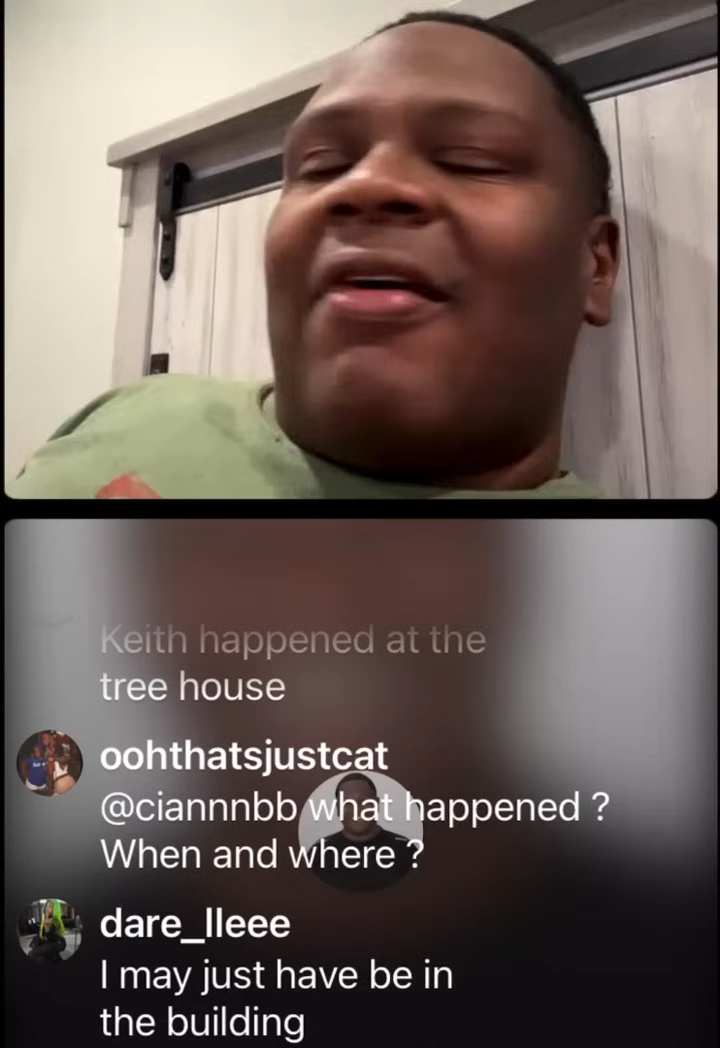 Keith happened at the
tree house
oohthatsjustcat
@ciannnbb what happened ?
When and where ?
dare_lleee
I may just have be in
the building